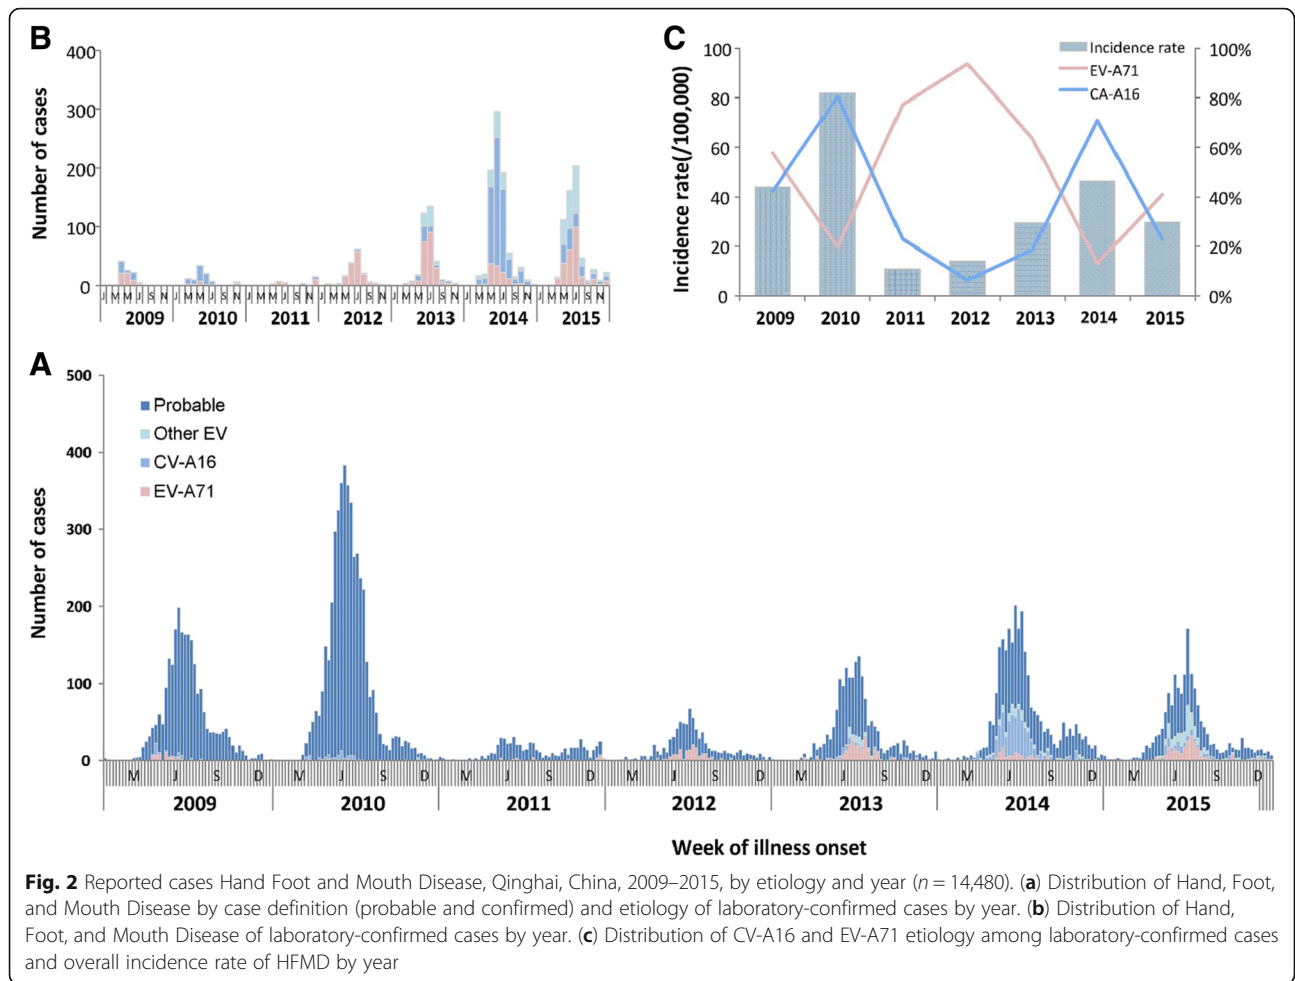 B
400
300
200
100
0
Number of cases
J M M J S N J M M J S N J M M J S N J M M J S N J M M J S N J M M J S N J M M J S N
2009 2010 2011 2012 2013 2014 2015
C
100
80
60
40
20
0
Incidence rate(/100,000)
Incidence rate
EV-A71
CA-A16
100%
80%
60%
40%
20%
0%
2009 2010 2011 2012 2013 2014 2015
A
500
400
300
200
100
0
Number of cases
Probable
Other EV
CV-A16
EV-A71
M J S D M J S D M J S D M J S D M J S D M J S D M J S D
2009 2010 2011 2012 2013 2014 2015
Week of illness onset
Fig. 2 Reported cases Hand Foot and Mouth Disease, Qinghai, China, 2009–2015, by etiology and year (n = 14,480). (a) Distribution of Hand, Foot,
and Mouth Disease by case definition (probable and confirmed) and etiology of laboratory-confirmed cases by year. (b) Distribution of Hand,
Foot, and Mouth Disease of laboratory-confirmed cases by year. (c) Distribution of CV-A16 and EV-A71 etiology among laboratory-confirmed cases
and overall incidence rate of HFMD by year